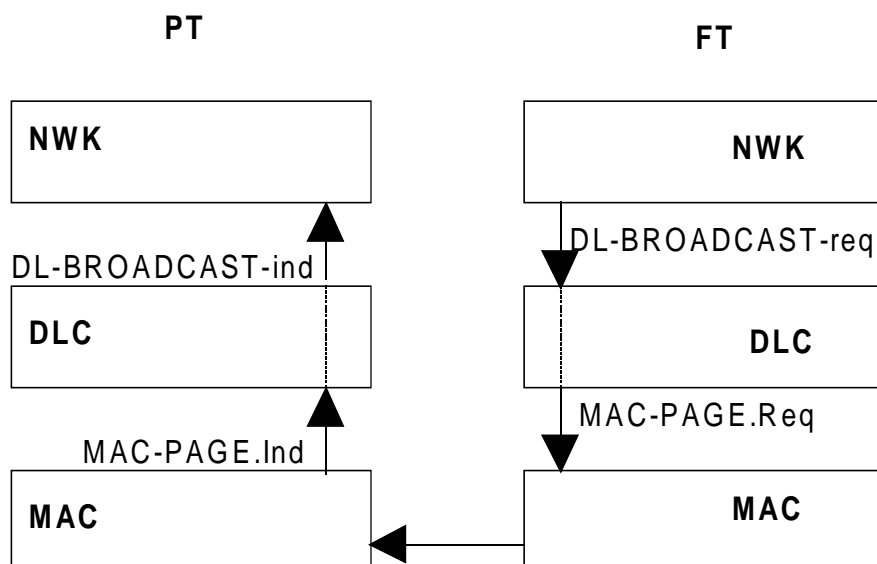 PT
FT
NWK
NWK
DL-BROADCAST-ind
DL-BROADCAST-req
DLC
DLC
MAC-PAGE.Ind
MAC-PAGE.Req
MAC
MAC